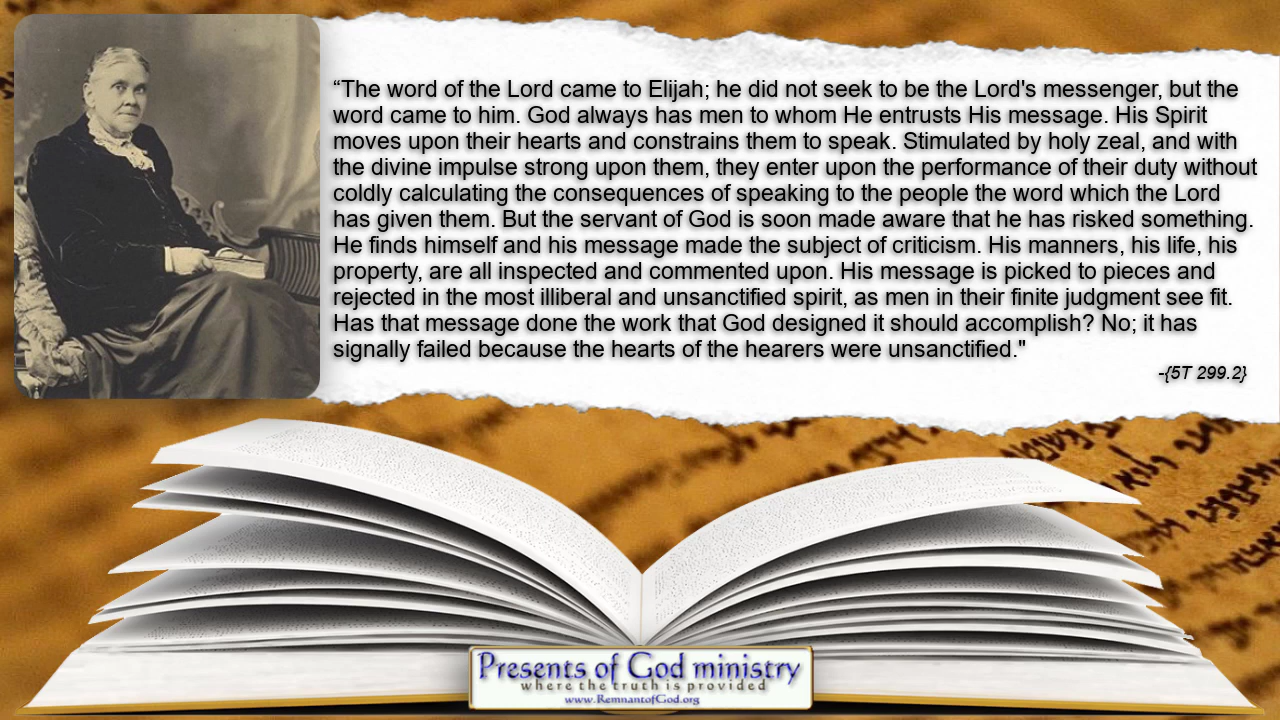 “The word of the Lord came to Elijah; he did not seek to be the Lord's messenger, but the
word came to him. God always has men to whom He entrusts His message. His Spirit
moves upon their hearts and constrains them to speak. Stimulated by holy zeal, and with
the divine impulse strong upon them, they enter upon the performance of their duty without
coldly calculating the consequences of speaking to the people the word which the Lord
has given them. But the servant of God is soon made aware that he has risked something.
He finds himself and his message made the subject of criticism. His manners, his life, his
property, are all inspected and commented upon. His message is picked to pieces and
rejected in the most illiberal and unsanctified spirit, as men in their finite judgment see fit.
Has that message done the work that God designed it should accomplish? No; it has
signally failed because the hearts of the hearers were unsanctified."
-{5T 299.2}
Presents of God ministry
where the truth is provided
www.RemnantofGod.org